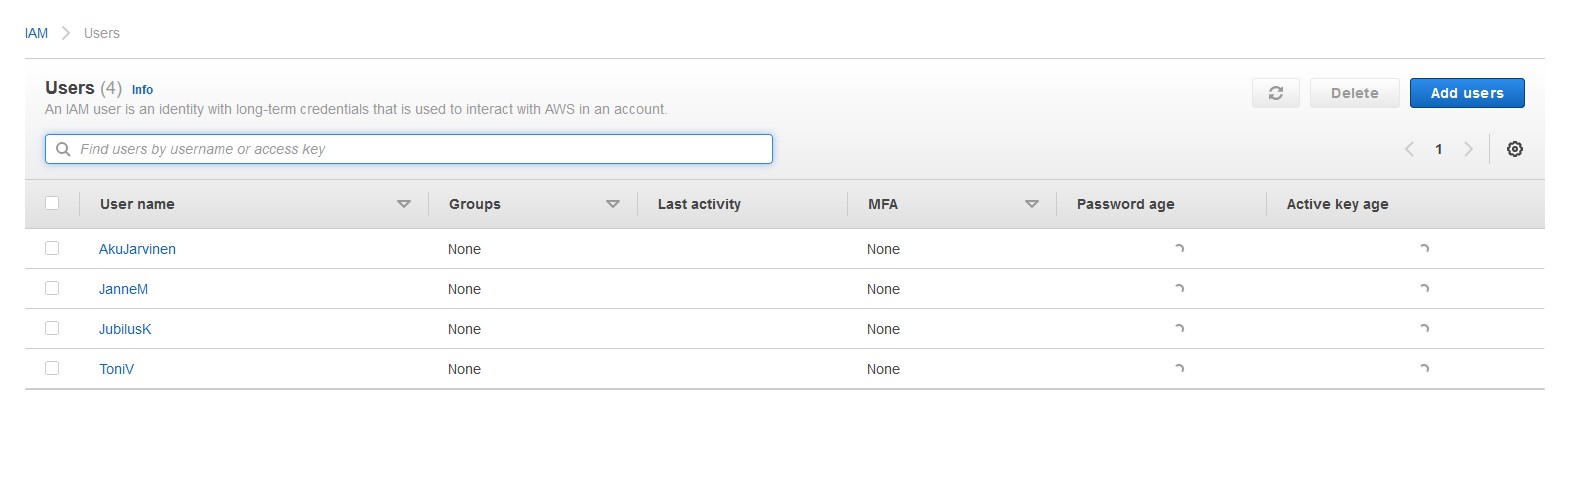 IAM Users
Users (4) Info
An IAM user is an identity with long-term credentials that is used to interact with AWS in an account.
Delete
Add users
Find users by username or access key
1
User name Groups Last activity MFA Password age Active key age
AkuJarvinen None None
JanneM None None
JubilusK None None
ToniV None None